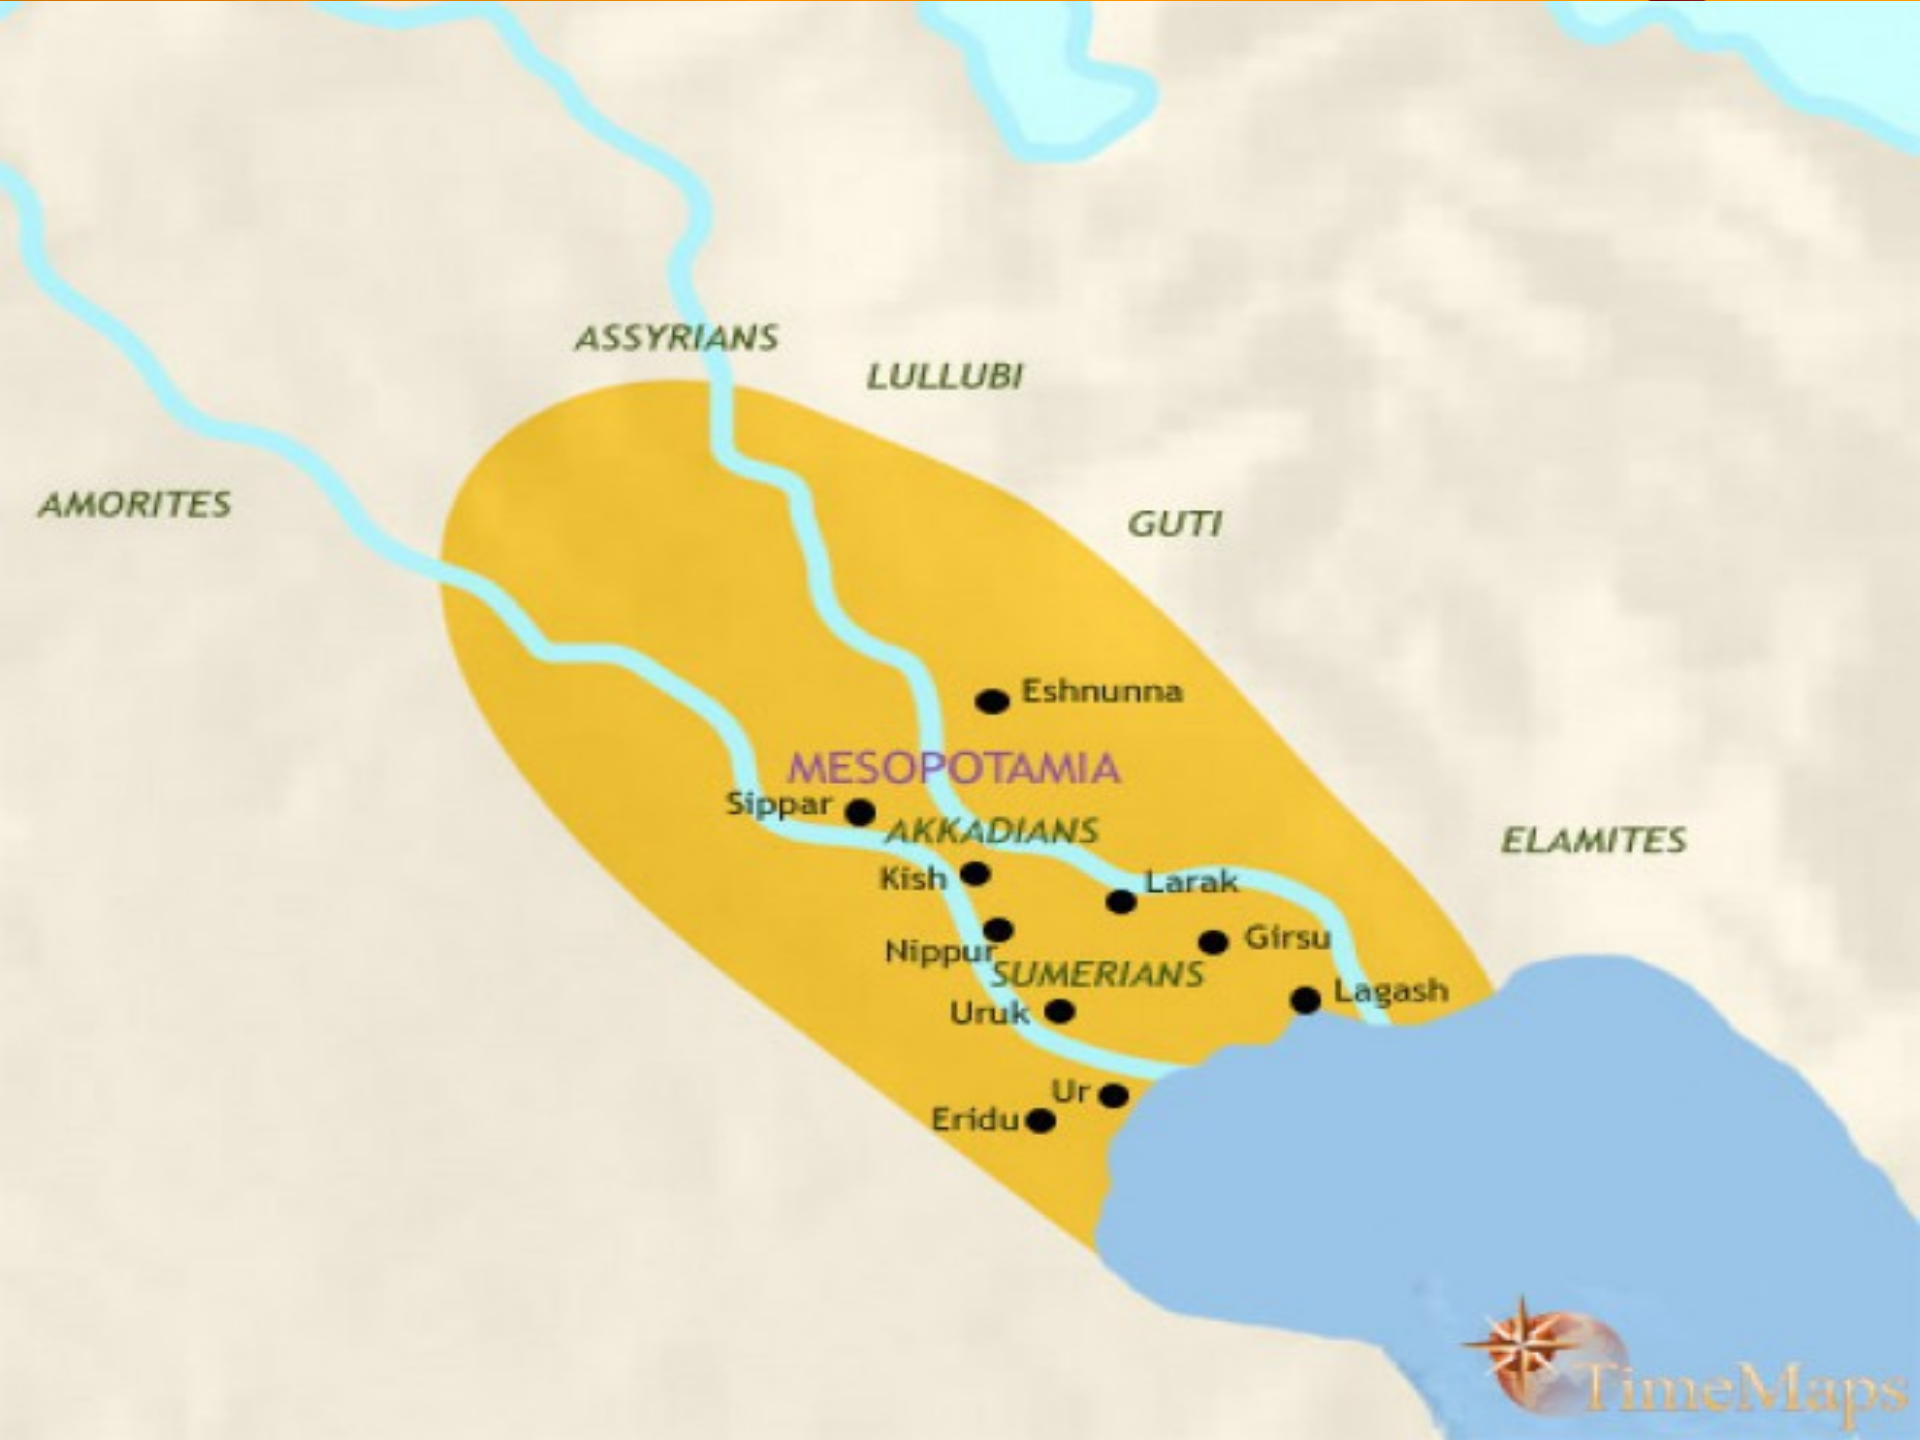 ASSYRIANS
LULLUBI
AMORITES
GUTI
Eshnunna
MESOPOTAMIA
Sippar
AKKADIANS
ELAMITES
Kish
Larak
Girsu
Nippur
SUMERIANS
Lagash
Uruk
Ur
Eridu
TimeMaps